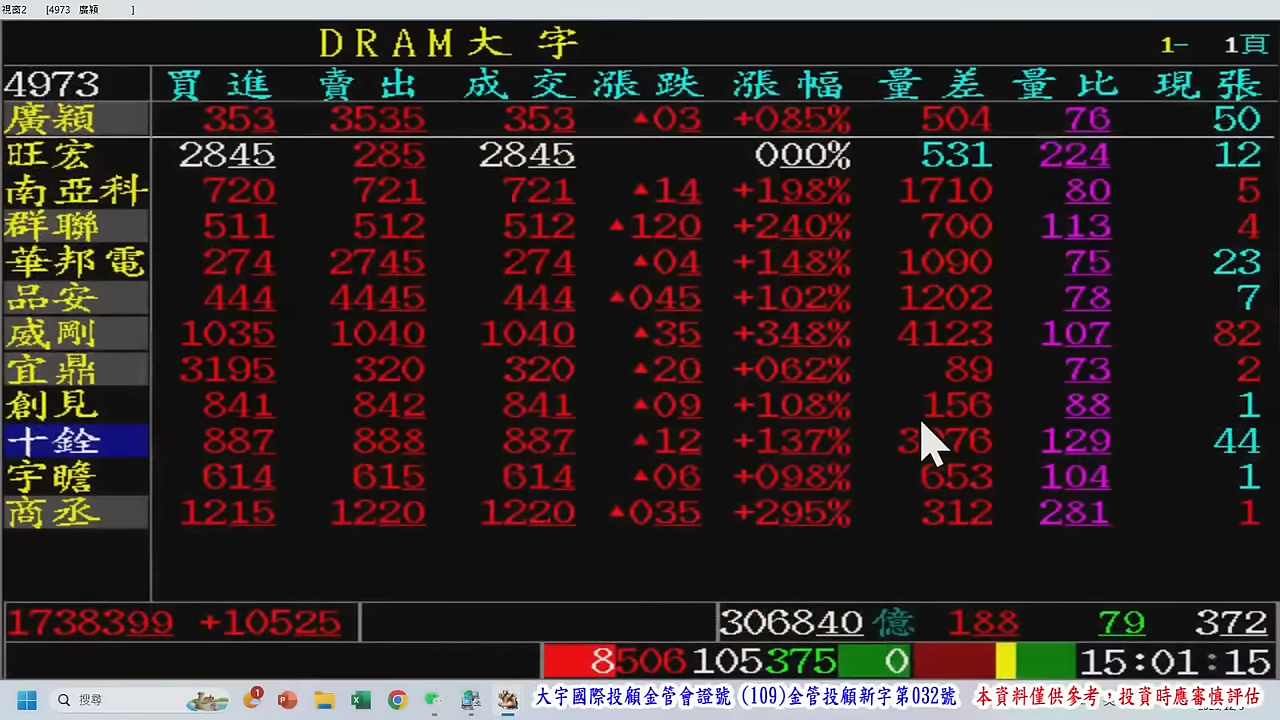 視窗2 [4973 廣穎 ]
DRAM大 字 1- 1頁
4973 買 進 賣 出 成 交 漲 跌 漲 幅 量 差 量 比 現 張
廣穎 353 3535 353 ▲03 +085% 504 76 50
旺宏 2845 285 2845 000% 531 224 12
南亞科 720 721 721 ▲14 +198% 1710 80 5
群聯 511 512 512 ▲120 +240% 700 113 4
華邦電 274 2745 274 ▲04 +148% 1090 75 23
品安 444 4445 444 ▲045 +102% 1202 78 7
威剛 1035 1040 1040 ▲35 +348% 4123 107 82
宜鼎 3195 320 320 ▲20 +062% 89 73 2
創見 841 842 841 ▲09 +108% 156 88 1
十銓 887 888 887 ▲12 +137% 129 44
宇瞻 614 615 614 ▲06 +098% 653 104 1
商丞 1215 1220 1220 ▲035 +295% 312 281 1
1738399 +10525 306840 億 188 79 372
8506105375 0 15:01:15
搜尋 1 大宇國際投顧金管會證號 (109)金管投顧新字第032號 本資料僅供參考，投資時應審慎評估